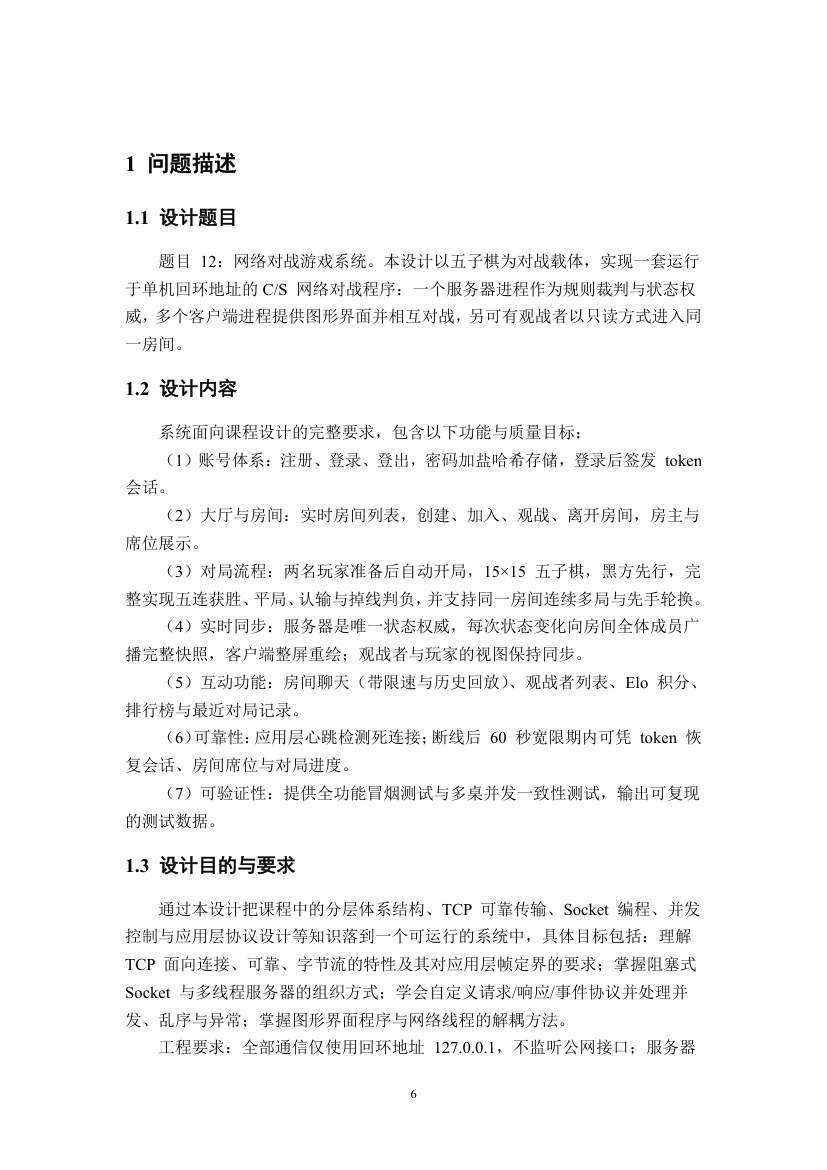 1 问题描述
1.1 设计题目
题目 12：网络对战游戏系统。本设计以五子棋为对战载体，实现一套运行
于单机回环地址的 C/S 网络对战程序：一个服务器进程作为规则裁判与状态权
威，多个客户端进程提供图形界面并相互对战，另可有观战者以只读方式进入同
一房间。
1.2 设计内容
系统面向课程设计的完整要求，包含以下功能与质量目标：
（1）账号体系：注册、登录、登出，密码加盐哈希存储，登录后签发 token
会话。
（2）大厅与房间：实时房间列表，创建、加入、观战、离开房间，房主与
席位展示。
（3）对局流程：两名玩家准备后自动开局，15×15 五子棋，黑方先行，完
整实现五连获胜、平局、认输与掉线判负，并支持同一房间连续多局与先手轮换。
（4）实时同步：服务器是唯一状态权威，每次状态变化向房间全体成员广
播完整快照，客户端整屏重绘；观战者与玩家的视图保持同步。
（5）互动功能：房间聊天（带限速与历史回放）、观战者列表、Elo 积分、
排行榜与最近对局记录。
（6）可靠性：应用层心跳检测死连接；断线后 60 秒宽限期内可凭 token 恢
复会话、房间席位与对局进度。
（7）可验证性：提供全功能冒烟测试与多桌并发一致性测试，输出可复现
的测试数据。
1.3 设计目的与要求
通过本设计把课程中的分层体系结构、TCP 可靠传输、Socket 编程、并发
控制与应用层协议设计等知识落到一个可运行的系统中，具体目标包括：理解
TCP 面向连接、可靠、字节流的特性及其对应用层帧定界的要求；掌握阻塞式
Socket 与多线程服务器的组织方式；学会自定义请求/响应/事件协议并处理并
发、乱序与异常；掌握图形界面程序与网络线程的解耦方法。
工程要求：全部通信仅使用回环地址 127.0.0.1，不监听公网接口；服务器
6